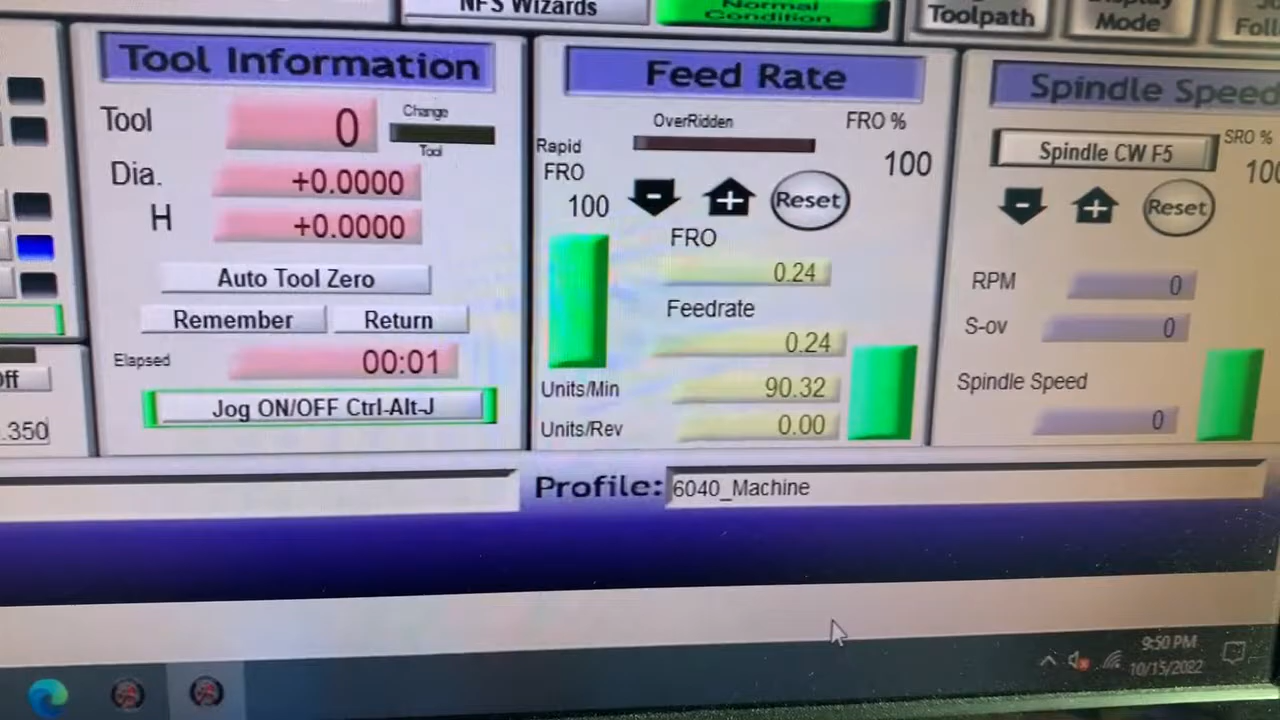 NFS Wizards
Normal
Condition
Toolpath
Display
Mode
Tool Information
Tool
0
Change
Tool
Dia.
+0.0000
H
+0.0000
Auto Tool Zero
Remember
Return
Elapsed
00:01
Jog ON/OFF Ctrl-Alt-J
.350
Feed Rate
OverRidden
FRO %
100
Rapid
FRO
100
-
+
Reset
FRO
0.24
Feedrate
0.24
Units/Min
90.32
Units/Rev
0.00
Spindle Speed
Spindle CW F5
SRO %
100
-
+
Reset
RPM
0
S-ov
0
Spindle Speed
0
Profile:
6040_Machine
9:50 PM
10/15/2022